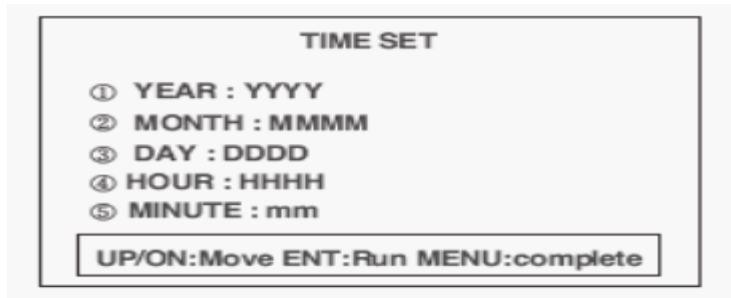 TIME SET
① YEAR : YYYY
② MONTH : MMMM
③ DAY : DDDD
④ HOUR : HHHH
⑤ MINUTE : mm
UP/ON:Move ENT:Run MENU:complete